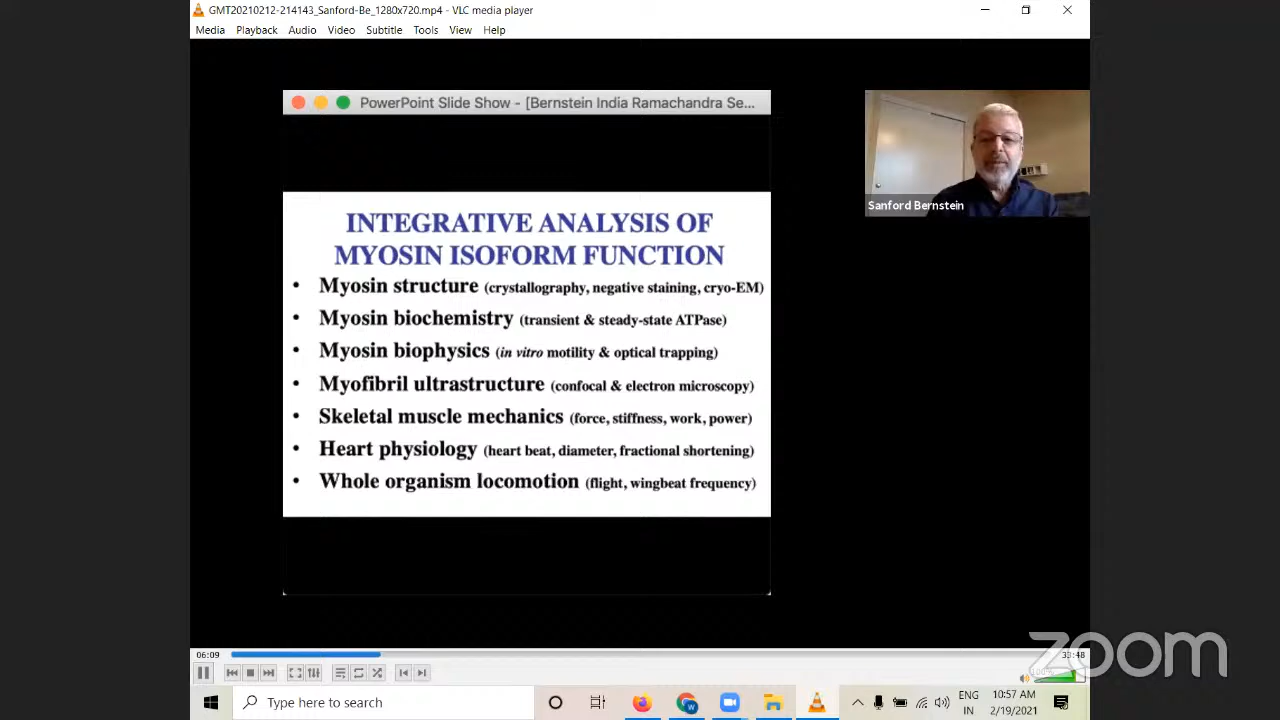 GMT20210212-214143_Sanford-Be_1280x720.mp4 - VLC media player
Media Playback Audio Video Subtitle Tools View Help
PowerPoint Slide Show - [Bernstein India Ramachandra Se...
Sanford Bernstein
INTEGRATIVE ANALYSIS OF
MYOSIN ISOFORM FUNCTION
• Myosin structure (crystallography, negative staining, cryo-EM)
• Myosin biochemistry (transient & steady-state ATPase)
• Myosin biophysics (in vitro motility & optical trapping)
• Myofibril ultrastructure (confocal & electron microscopy)
• Skeletal muscle mechanics (force, stiffness, work, power)
• Heart physiology (heart beat, diameter, fractional shortening)
• Whole organism locomotion (flight, wingbeat frequency)
06:09
33:48
zoom
100%
Type here to search
ENG
IN
10:57 AM
2/19/2021